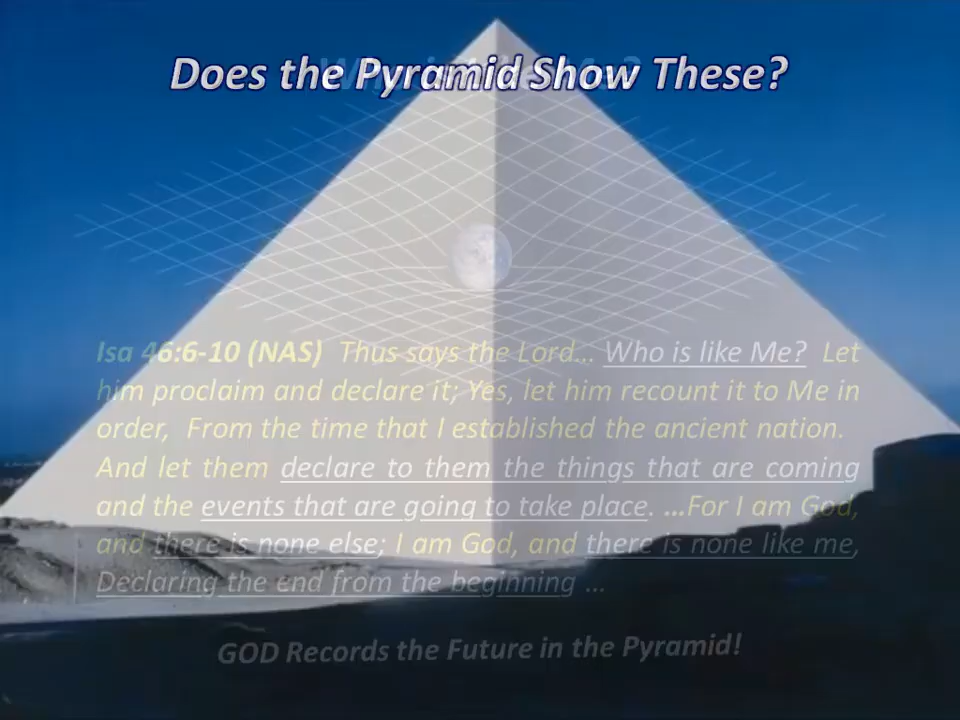 Does the Pyramid Show These?
Who is like Me?
Isa 46:6-10 (NAS) Thus says the Lord... Who is like Me? Let
him proclaim and declare it; Yes, let him recount it to Me in
order, From the time that I established the ancient nation.
And let them declare to them the things that are coming
and the events that are going to take place. ...For I am God,
and there is none else; I am God, and there is none like me,
Declaring the end from the beginning ...
GOD Records the Future in the Pyramid!